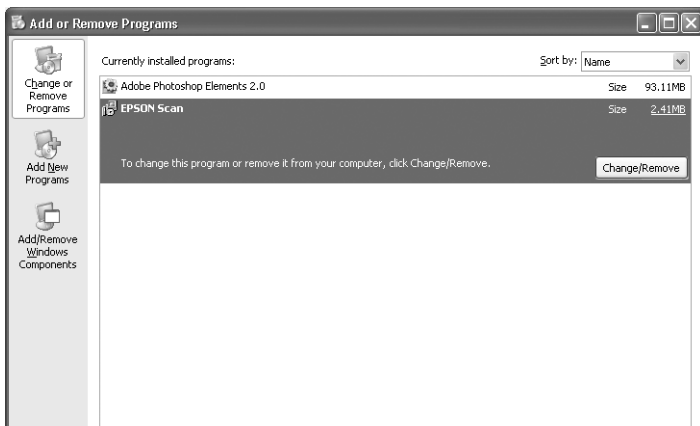 Add or Remove Programs
Change or
Remove
Programs
Add New
Programs
Add/Remove
Windows
Components
Currently installed programs:
Sort by: Name
Adobe Photoshop Elements 2.0 Size 93.11MB
EPSON Scan Size 2.41MB
To change this program or remove it from your computer, click Change/Remove.
Change/Remove